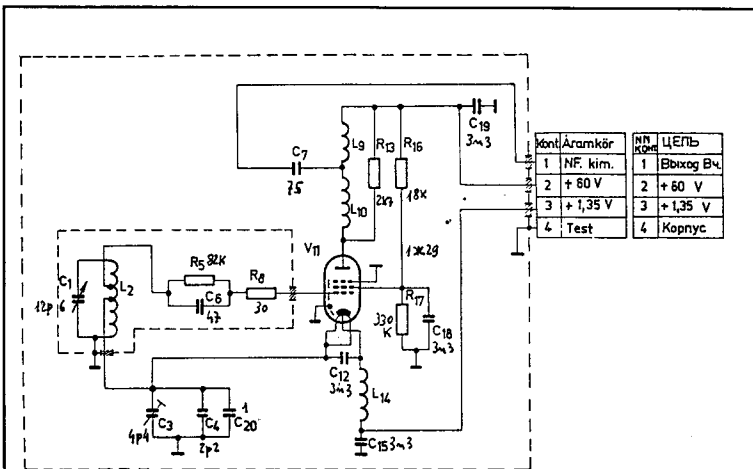 C19
3n3
L9
R13
R16
C7
75
2k7
18K
L10
V11
1Ж29
C1
12p
6
L2
R5 82K
C6
47
R8
30
R17
330
K
C18
3n3
C12
3n3
L14
C15 3n3
C3
4p4
C4
2p2
1
C20
Kont Áramkör
1 NF. kim.
2 + 60 V
3 + 1,35 V
4 Test
NN КОНТ ЦЕПЬ
1 Выход Вч.
2 + 60 V
3 + 1,35 V
4 Корпус